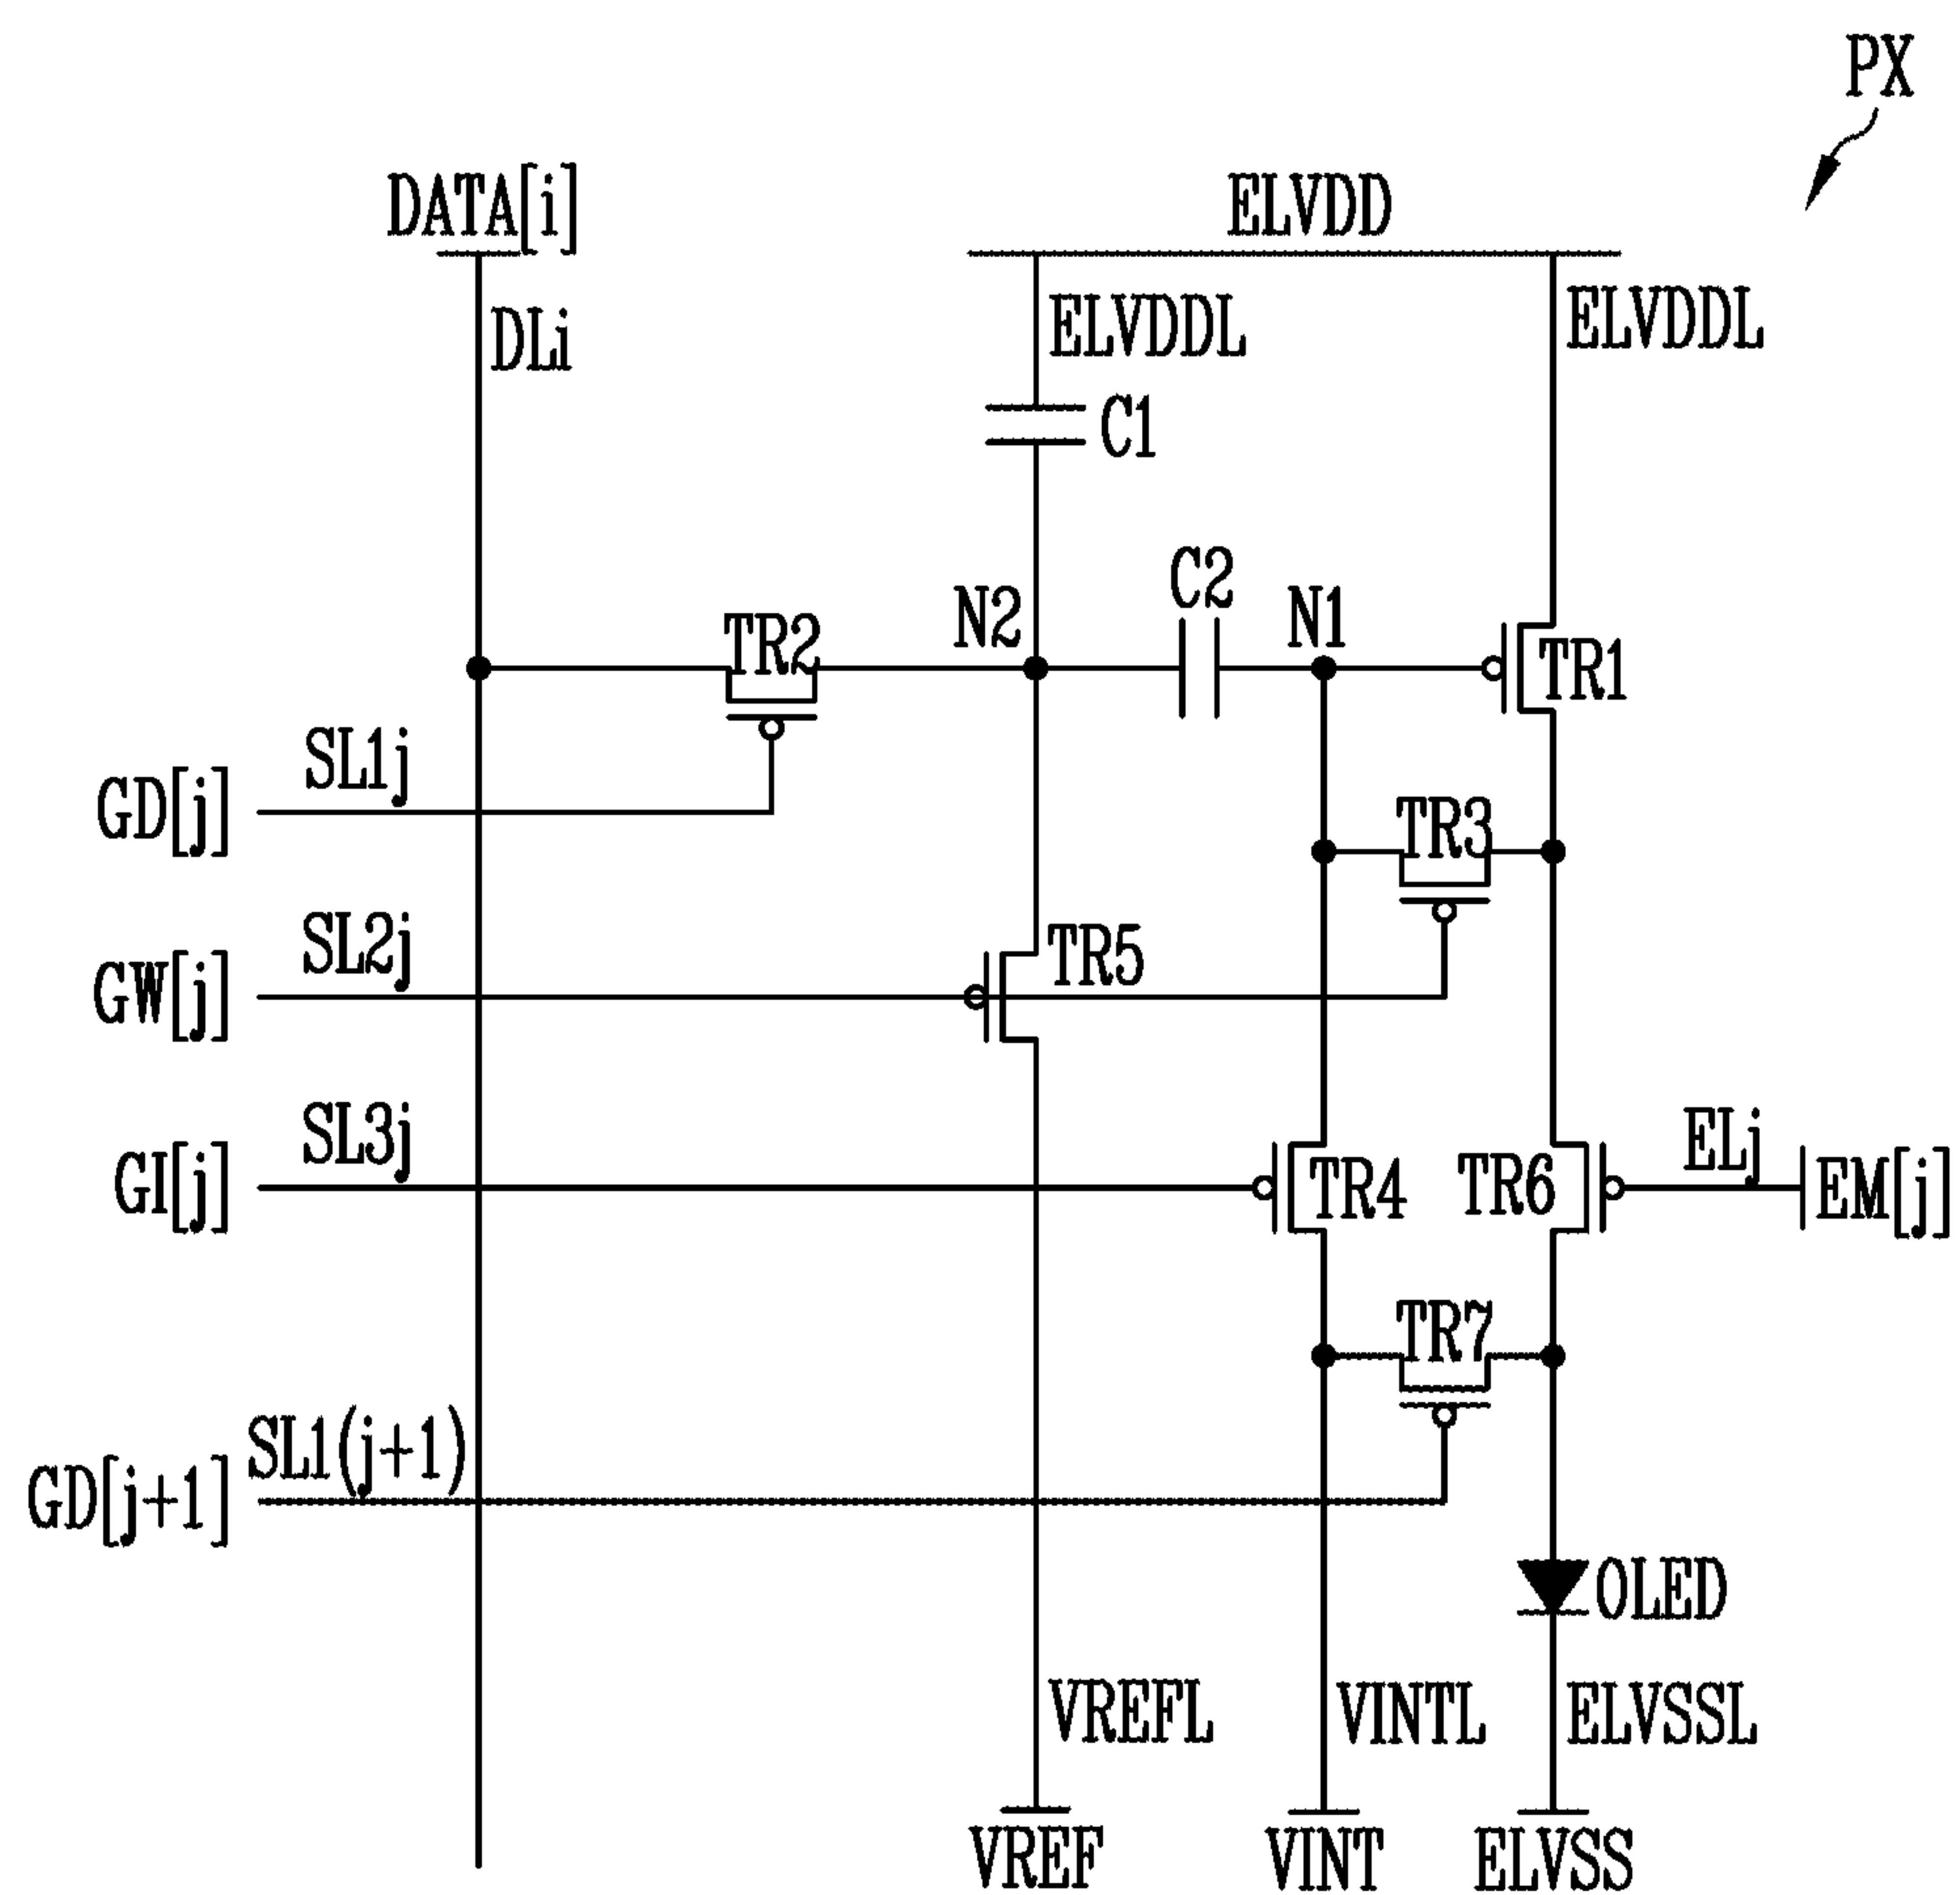 PX
DATA[i]
ELVDD
DLi
ELVDDL
ELVDDL
C1
C2
TR2
N2
N1
TR1
SL1j
GD[j]
TR3
SL2j
GW[j]
TR5
SL3j
GI[j]
TR4
TR6
ELj
EM[j]
TR7
SL1(j+1)
GD[j+1]
OLED
VREFL
VINTL
ELVSSL
VREF
VINT
ELVSS